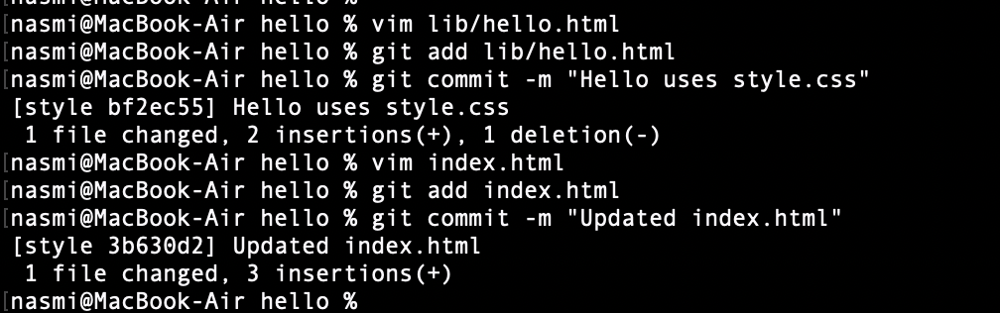 [nasmi@MacBook-Air hello %
[nasmi@MacBook-Air hello % vim lib/hello.html
[nasmi@MacBook-Air hello % git add lib/hello.html
[nasmi@MacBook-Air hello % git commit -m "Hello uses style.css"
[style bf2ec55] Hello uses style.css
1 file changed, 2 insertions(+), 1 deletion(-)
[nasmi@MacBook-Air hello % vim index.html
[nasmi@MacBook-Air hello % git add index.html
[nasmi@MacBook-Air hello % git commit -m "Updated index.html"
[style 3b630d2] Updated index.html
1 file changed, 3 insertions(+)
[nasmi@MacBook-Air hello %